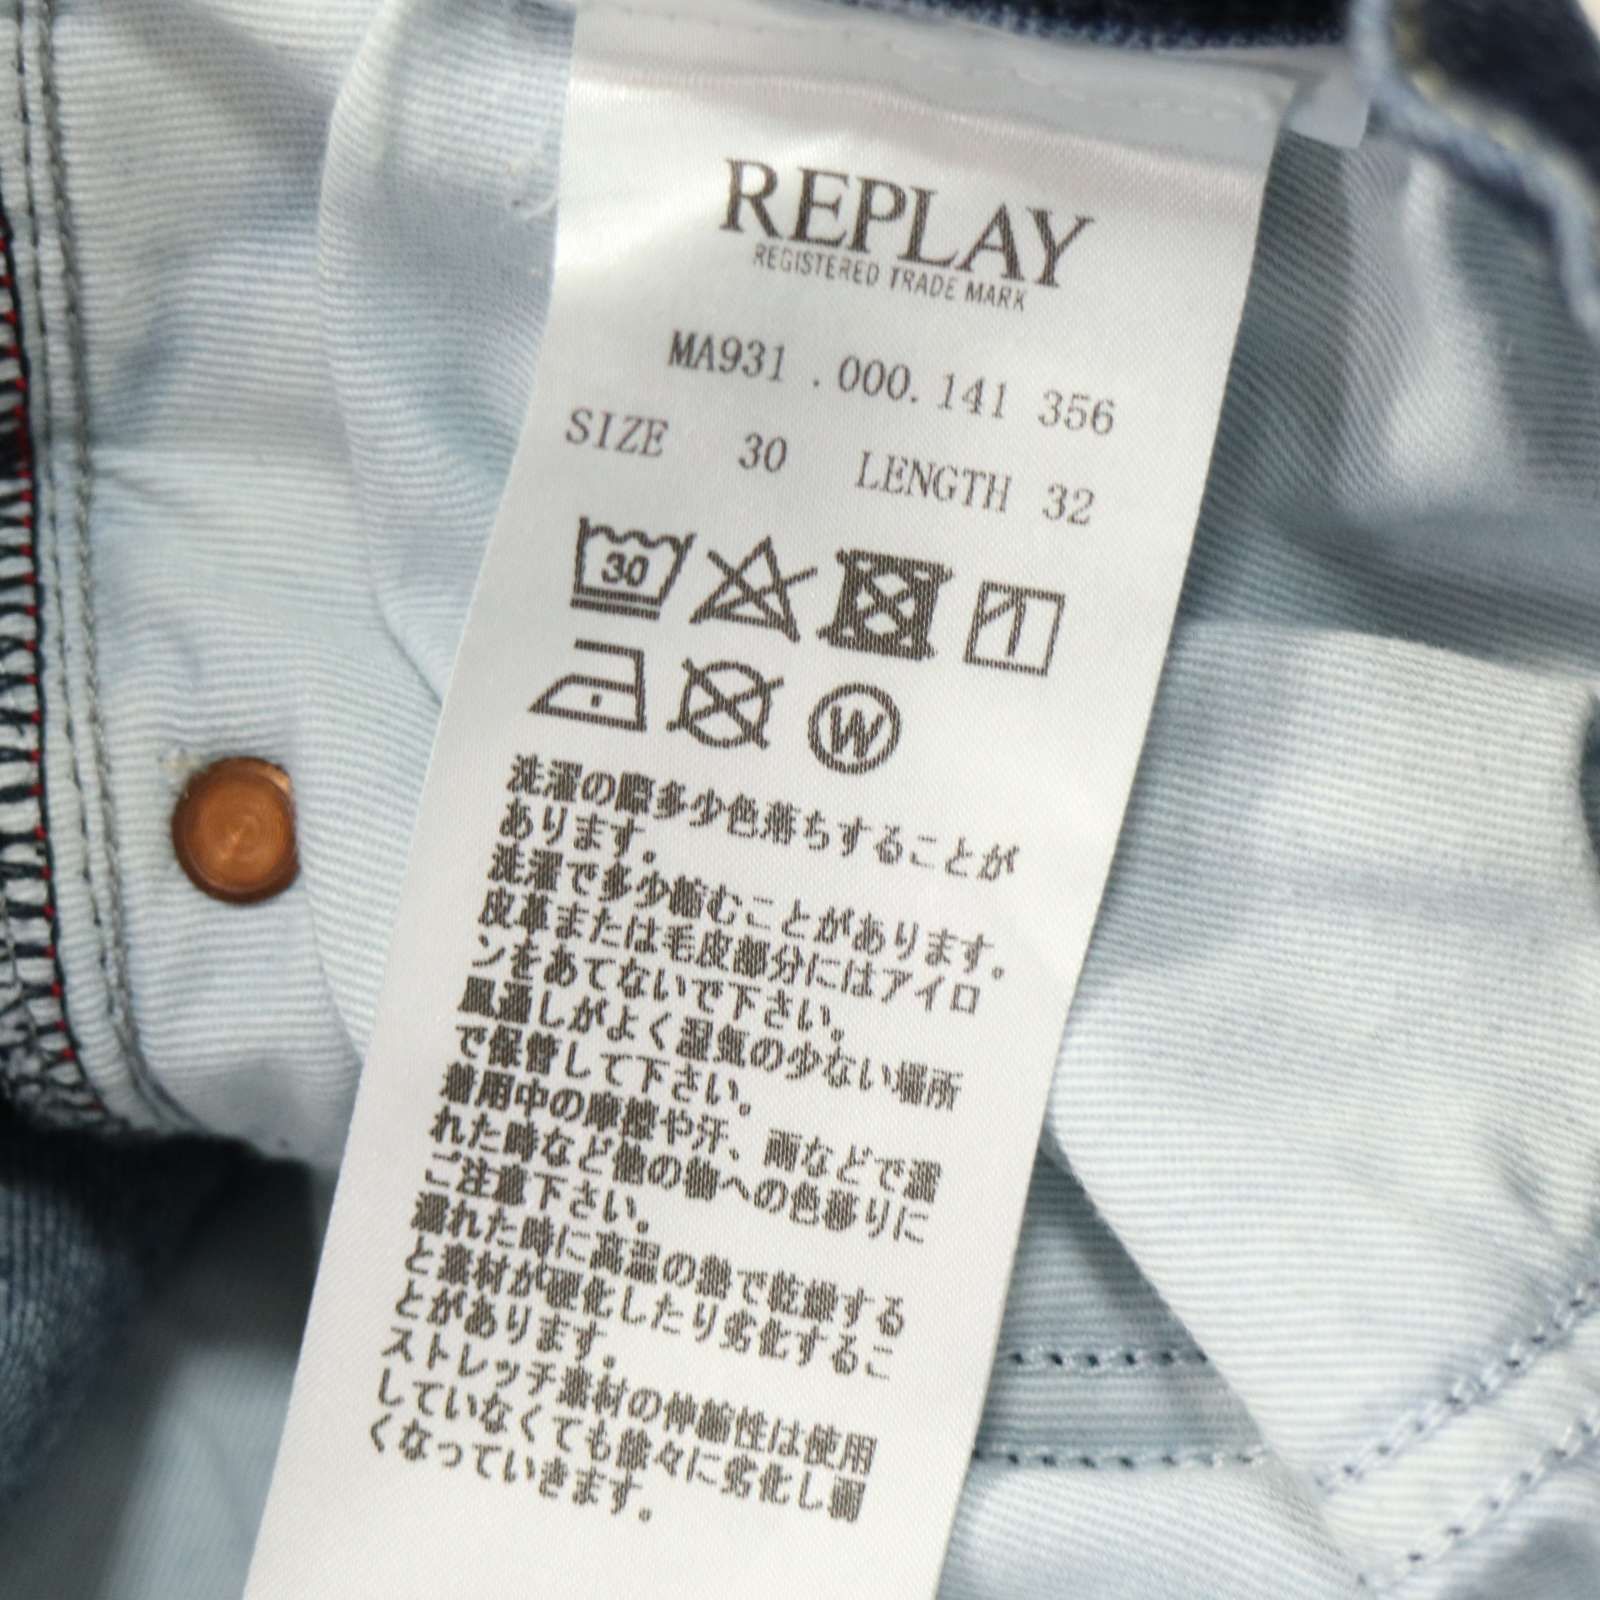 REPLAY
REGISTERED TRADE MARK
MA931 .000.141 356
SIZE 30 LENGTH 32
30
W
洗濯の際多少色落ちすることが
あります。
洗濯で多少縮むことがあります。
皮革または毛皮部分にはアイロ
ンをあてないで下さい。
風通しがよく湿気の少ない場所
で保管して下さい。
着用中の摩擦や汗、雨などで濡
れた時など他の物への色移りに
ご注意下さい。
濡れた時に高温の熱で乾燥する
と素材が硬化したり劣化するこ
とがあります。
ストレッチ素材の伸縮性は使用
していなくても徐々に劣化し弱
くなっていきます。